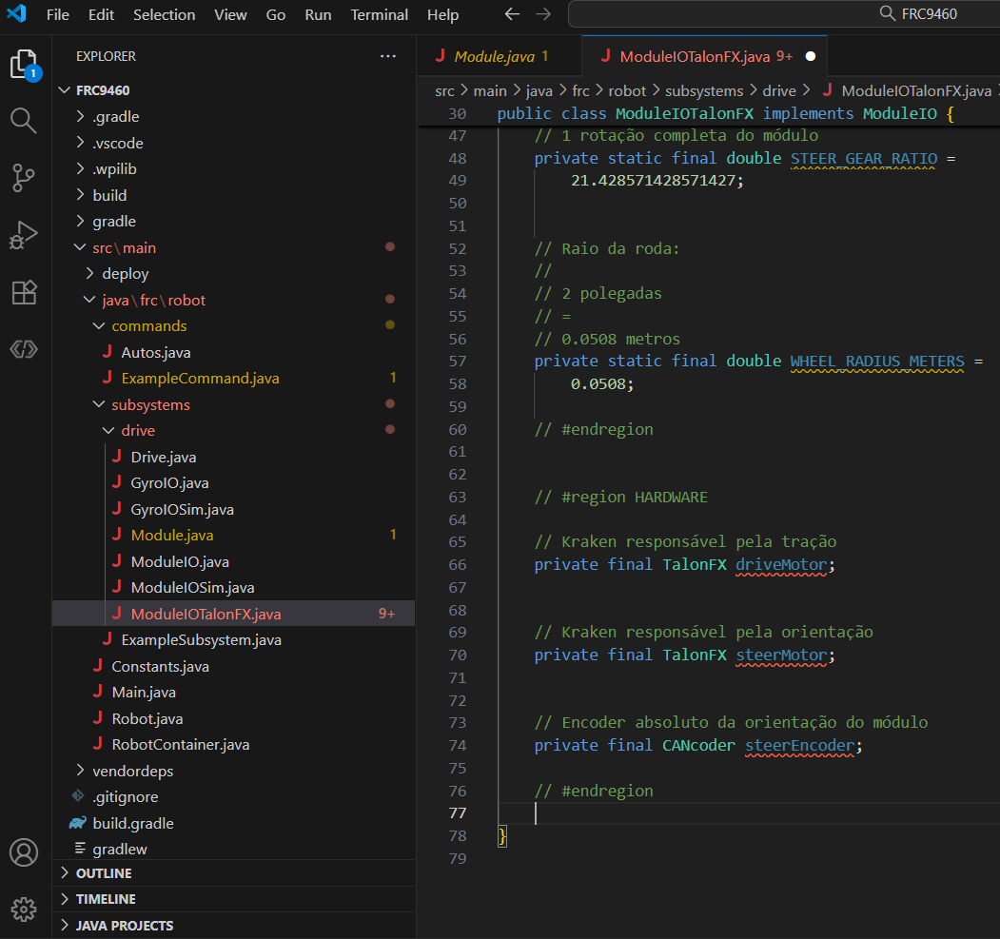 File Edit Selection View Go Run Terminal Help
FRC9460
1
EXPLORER
FRC9460
.gradle
.vscode
.wpilib
build
gradle
src\main
deploy
java\frc\robot
commands
J Autos.java
J ExampleCommand.java 1
subsystems
drive
J Drive.java
J GyroIO.java
J GyroIOSim.java
J Module.java 1
J ModuleIO.java
J ModuleIOSim.java
J ModuleIOTalonFX.java 9+
J ExampleSubsystem.java
J Constants.java
J Main.java
J Robot.java
J RobotContainer.java
vendordeps
.gitignore
build.gradle
gradlew
OUTLINE
TIMELINE
JAVA PROJECTS
J Module.java 1 J ModuleIOTalonFX.java 9+
src > main > java > frc > robot > subsystems > drive > J ModuleIOTalonFX.java >
30 public class ModuleIOTalonFX implements ModuleIO {
47 // 1 rotação completa do módulo
48 private static final double STEER_GEAR_RATIO =
49 21.428571428571427;
50
51
52 // Raio da roda:
53 //
54 // 2 polegadas
55 // =
56 // 0.0508 metros
57 private static final double WHEEL_RADIUS_METERS =
58 0.0508;
59
60 // #endregion
61
62
63 // #region HARDWARE
64
65 // Kraken responsável pela tração
66 private final TalonFX driveMotor;
67
68
69 // Kraken responsável pela orientação
70 private final TalonFX steerMotor;
71
72
73 // Encoder absoluto da orientação do módulo
74 private final CANcoder steerEncoder;
75
76 // #endregion
77
78 }
79